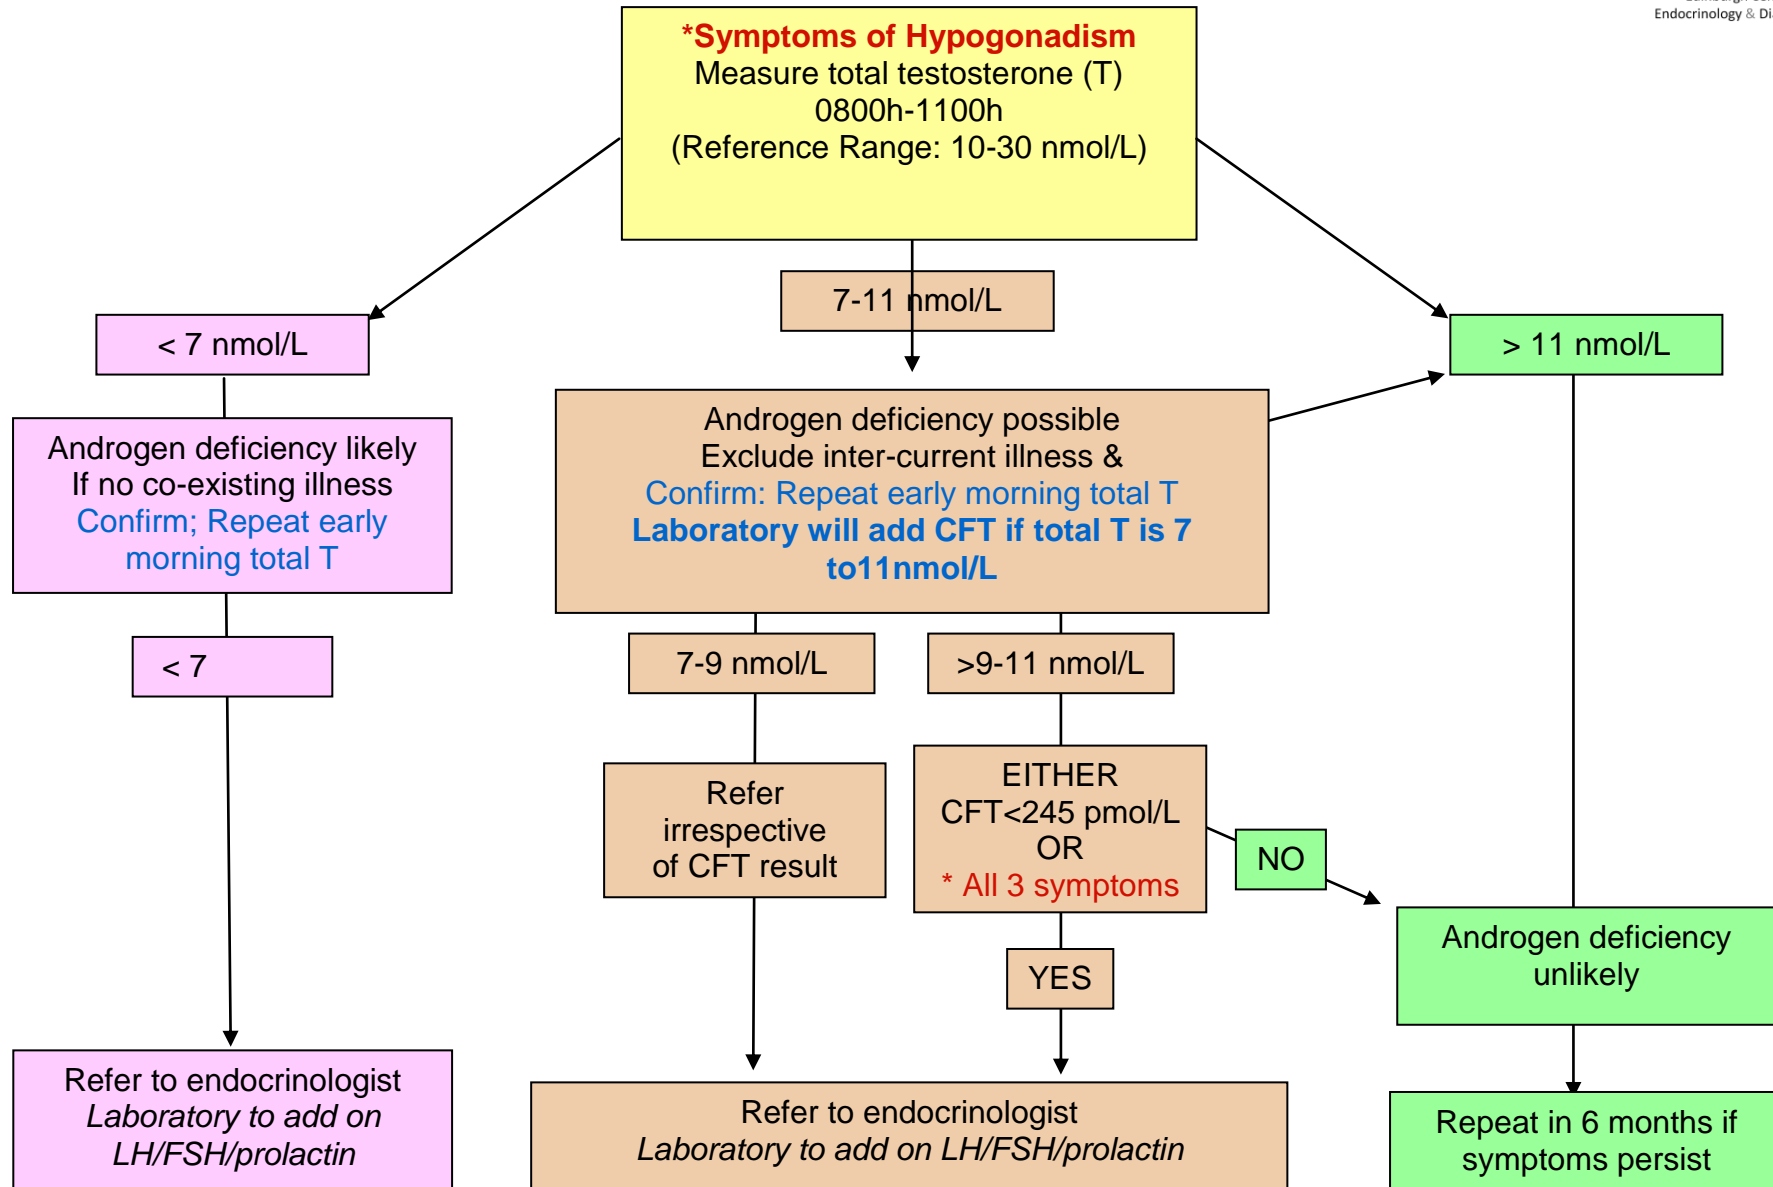 Endocrinology & Di
*Symptoms of Hypogonadism
Measure total testosterone (T)
0800h-1100h
(Reference Range: 10-30 nmol/L)
7-11 nmol/L
< 7 nmol/L
> 11 nmol/L
Androgen deficiency likely
If no co-existing illness
Confirm; Repeat early
morning total T
Androgen deficiency possible
Exclude inter-current illness &
Confirm: Repeat early morning total T
Laboratory will add CFT if total T is 7
to11nmol/L
< 7
7-9 nmol/L
>9-11 nmol/L
Refer
irrespective
of CFT result
EITHER
CFT<245 pmol/L
OR
* All 3 symptoms
NO
YES
Androgen deficiency
unlikely
Refer to endocrinologist
Laboratory to add on
LH/FSH/prolactin
Refer to endocrinologist
Laboratory to add on LH/FSH/prolactin
Repeat in 6 months if
symptoms persist